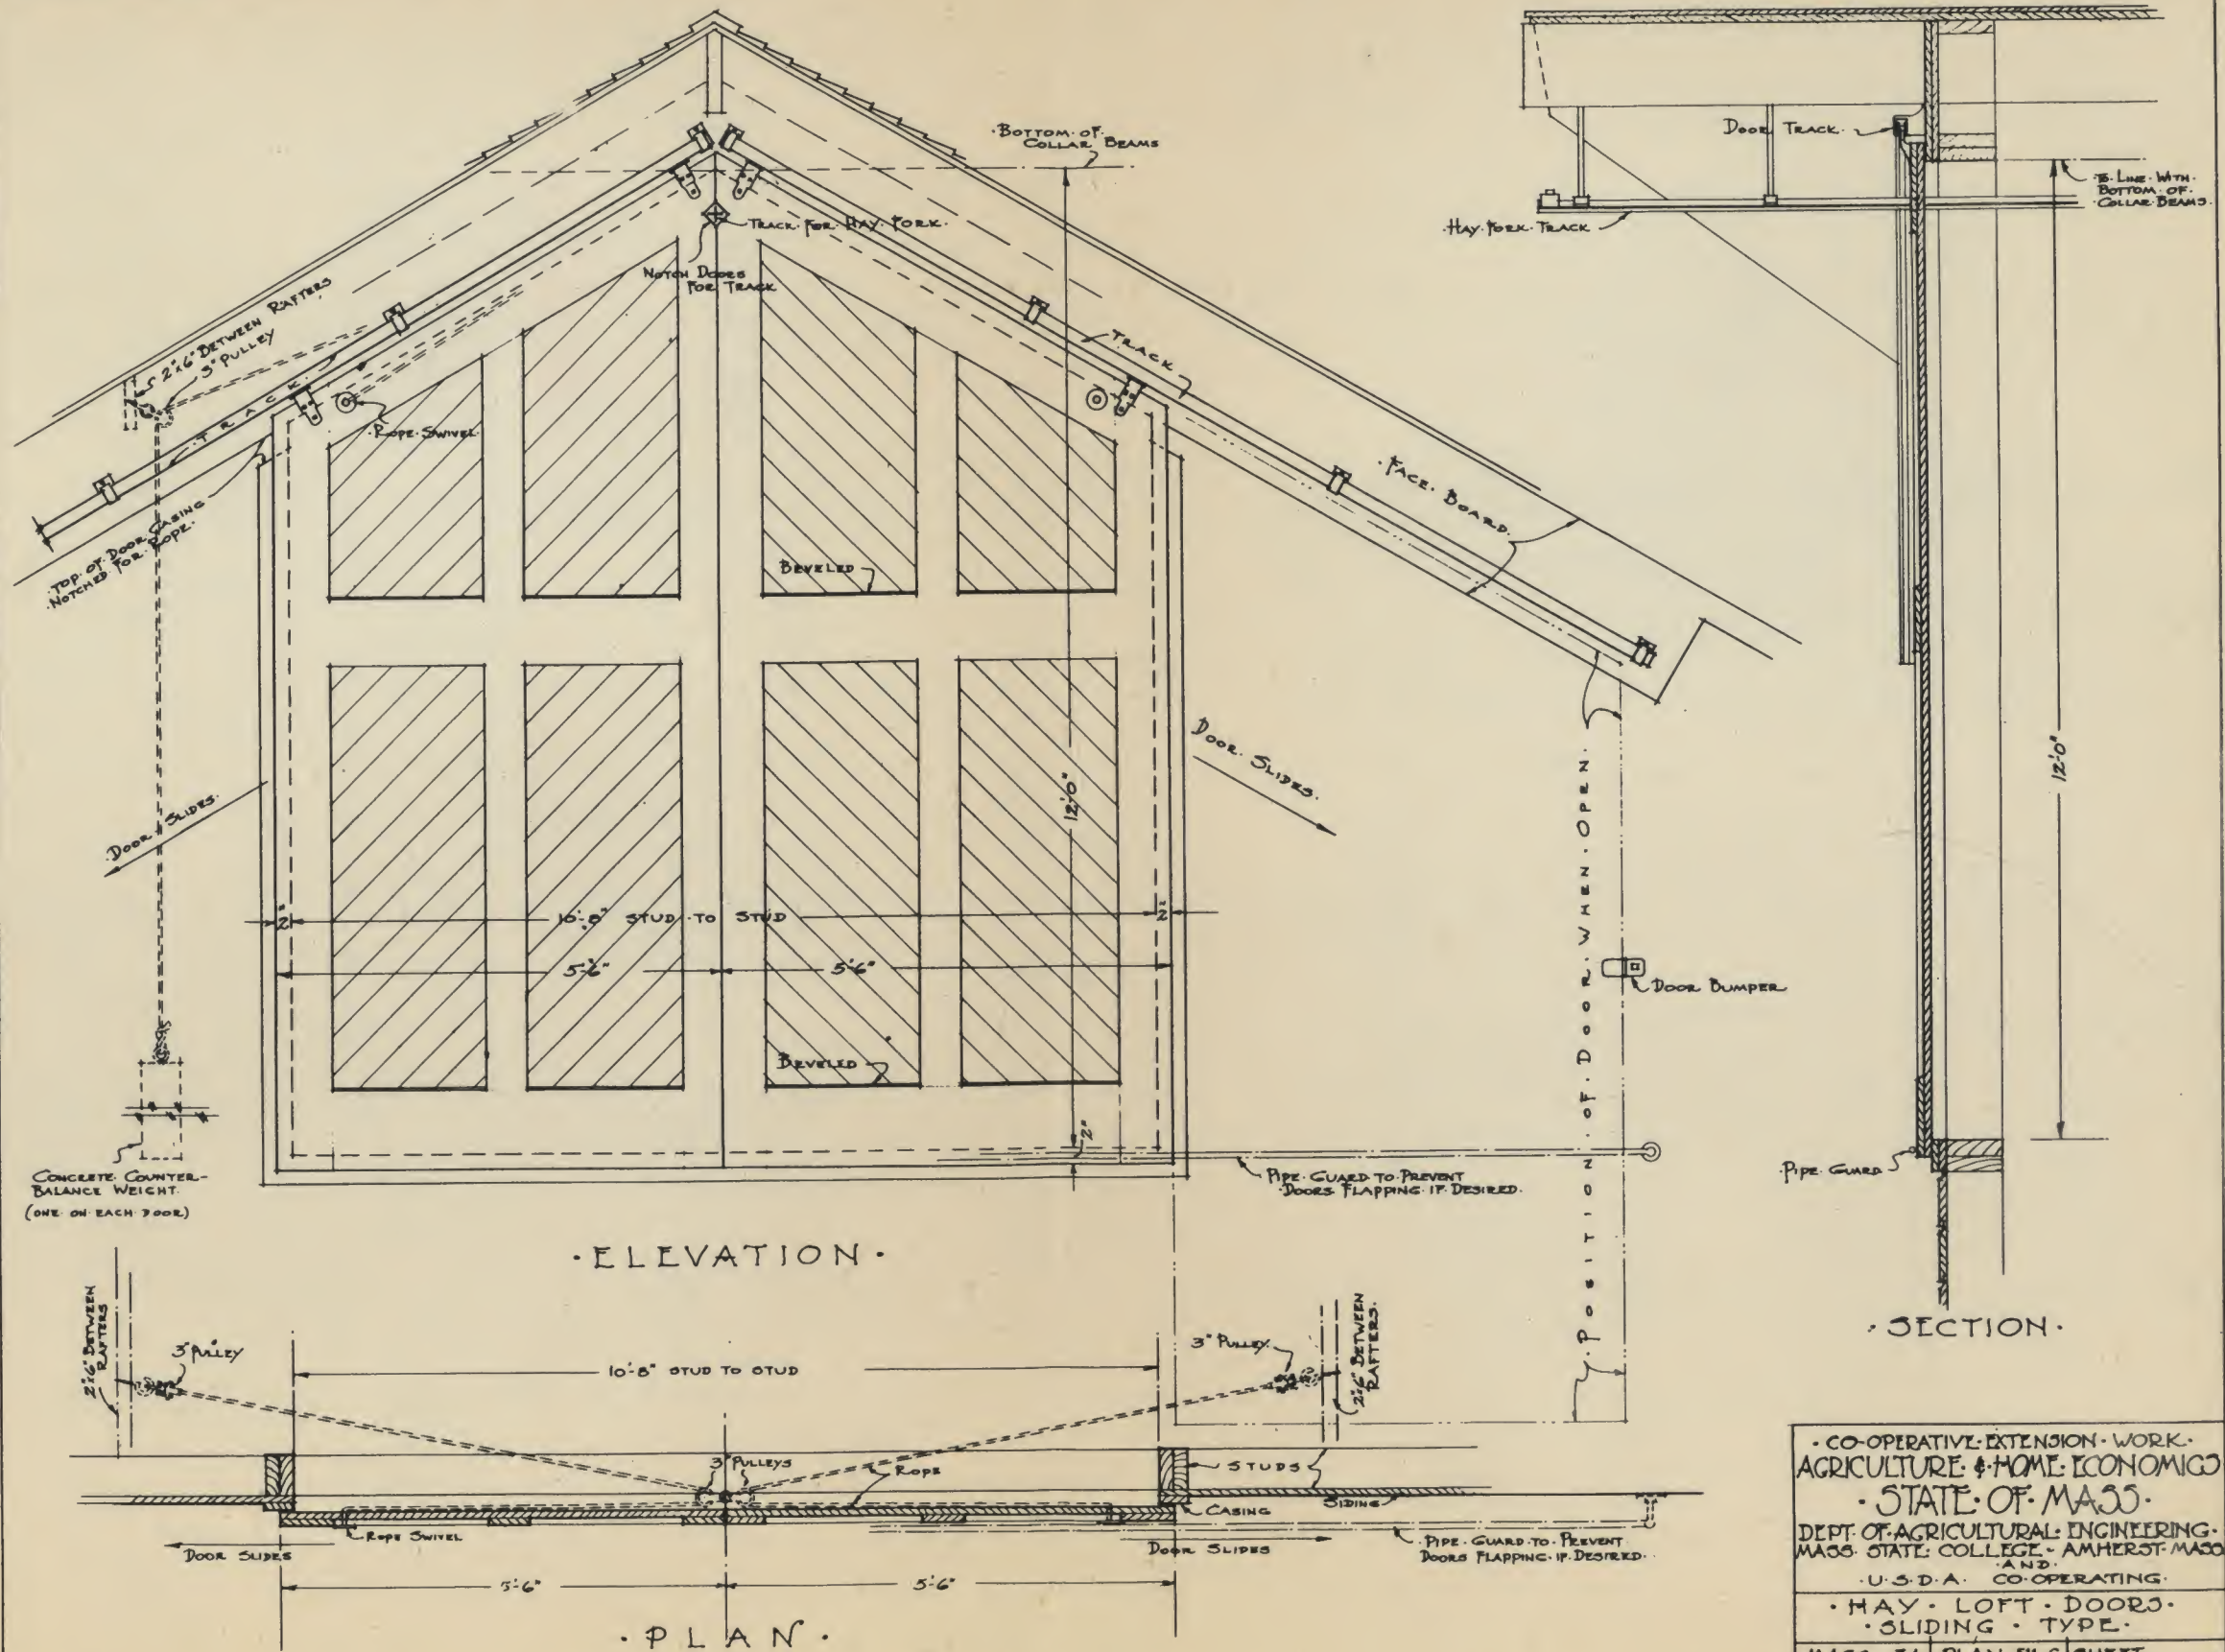 BOTTOM OF
COLLAR BEAMS
TRACK FOR HAY FORK
NOTCH DOORS
FOR TRACK
2"x6" BETWEEN RAFTERS
3" PULLEY
TRACK
ROPE SWIVEL
TOP OF DOOR CASING
NOTCHED FOR ROPE
TRACK
FACE BOARD
BEVELED
DOOR SLIDES
DOOR SLIDES
12'-0"
2"
10'-8" STUD TO STUD
2"
5'-6"
5'-6"
BEVELED
2"
POSITION OF DOOR WHEN OPEN
DOOR BUMPER
CONCRETE COUNTER-
BALANCE WEIGHT
(ONE ON EACH DOOR)
PIPE GUARD TO PREVENT
DOORS FLAPPING IF DESIRED
·ELEVATION·
DOOR TRACK
HAY FORK TRACK
TO LINE WITH
BOTTOM OF
COLLAR BEAMS
12'-0"
PIPE GUARD
·SECTION·
2"x6" BETWEEN
RAFTERS
3" PULLEY
10'-8" STUD TO STUD
3" PULLEY
2"x6" BETWEEN
RAFTERS
3" PULLEYS
ROPE
STUDS
SIDING
CASING
ROPE SWIVEL
DOOR SLIDES
DOOR SLIDES
PIPE GUARD TO PREVENT
DOORS FLAPPING IF DESIRED
5'-6"
5'-6"
·PLAN·
·CO-OPERATIVE·EXTENSION·WORK·
AGRICULTURE·&·HOME·ECONOMICS
·STATE·OF·MASS·
DEPT·OF·AGRICULTURAL·ENGINEERING·
MASS·STATE·COLLEGE·AMHERST·MASS
·AND·
·U·S·D·A· CO-OPERATING·
·HAY·LOFT·DOORS·
·SLIDING·TYPE·